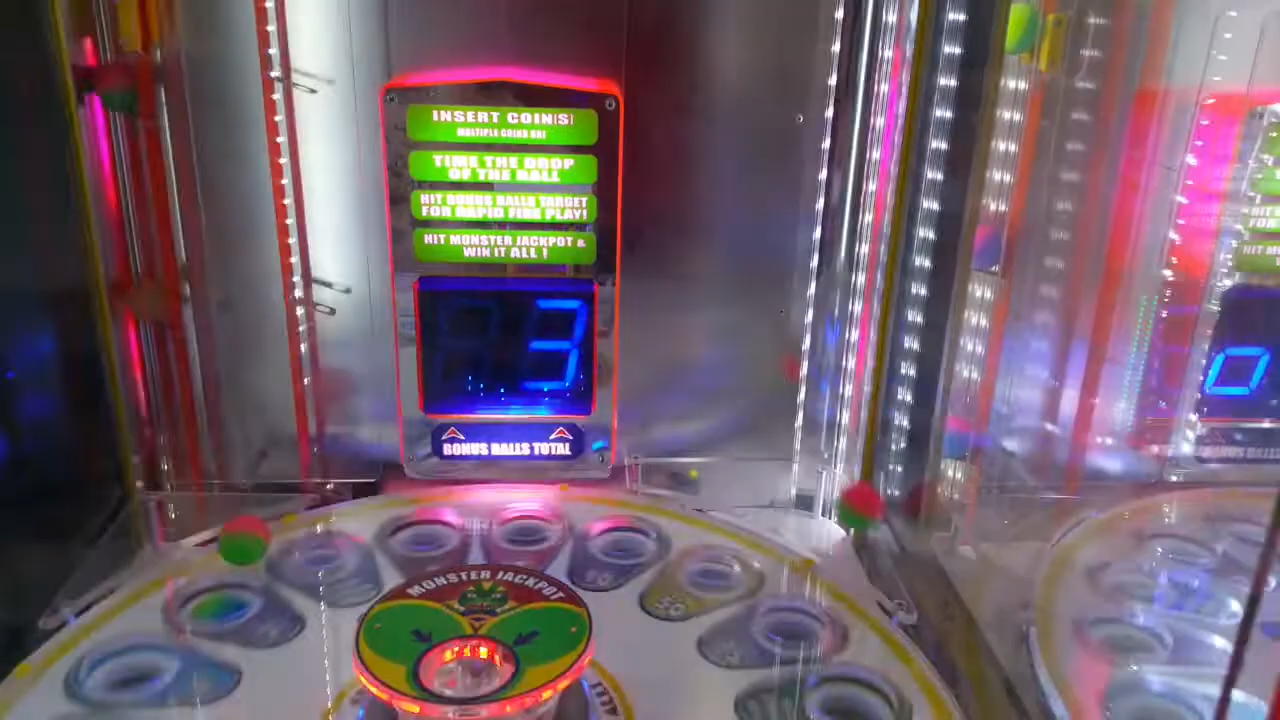 INSERT COIN(S)
MULTIPLE COINS OK!
TIME THE DROP
OF THE BALL
HIT BONUS BALLS TARGET
FOR RAPID FIRE PLAY!
HIT MONSTER JACKPOT &
WIN IT ALL !
3
BONUS BALLS TOTAL
MONSTER JACKPOT
0